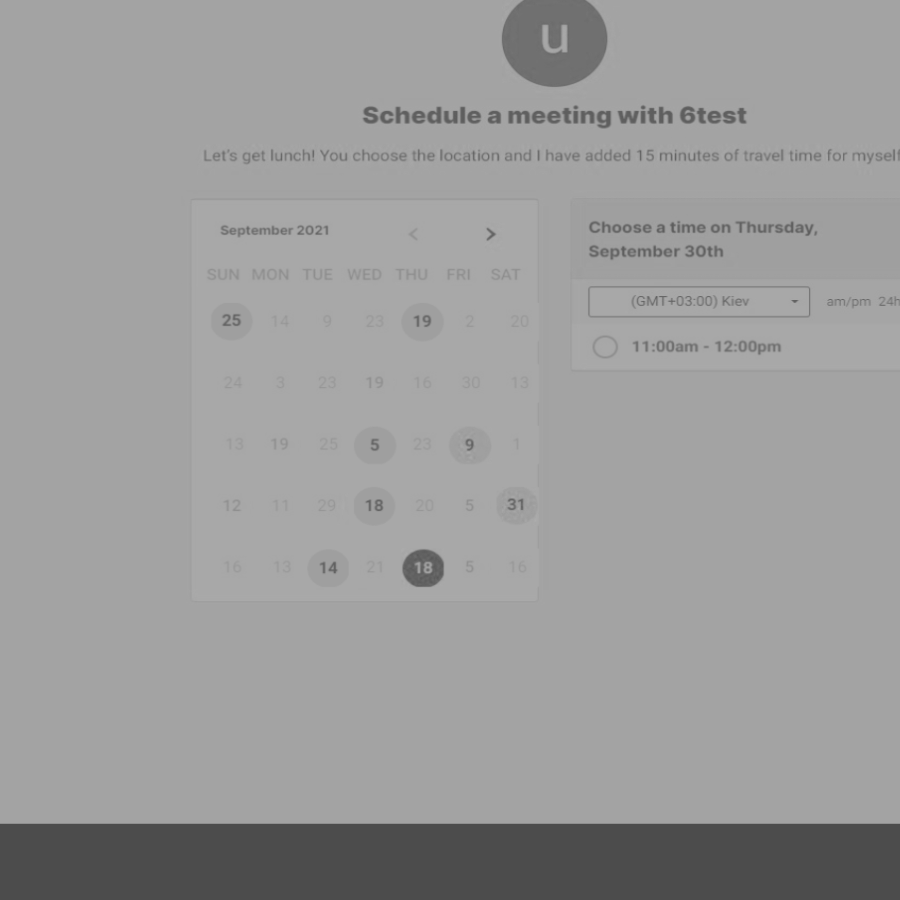 u
Schedule a meeting with 6test
Let's get lunch! You choose the location and I have added 15 minutes of travel time for myself
September 2021 < >
SUN MON TUE WED THU FRI SAT
25 14 9 23 19 2 20
24 3 23 19 16 30 13
13 19 25 5 23 9 1
12 11 29 18 20 5 31
16 13 14 21 18 5 16
Choose a time on Thursday,
September 30th
(GMT+03:00) Kiev am/pm 24h
11:00am - 12:00pm